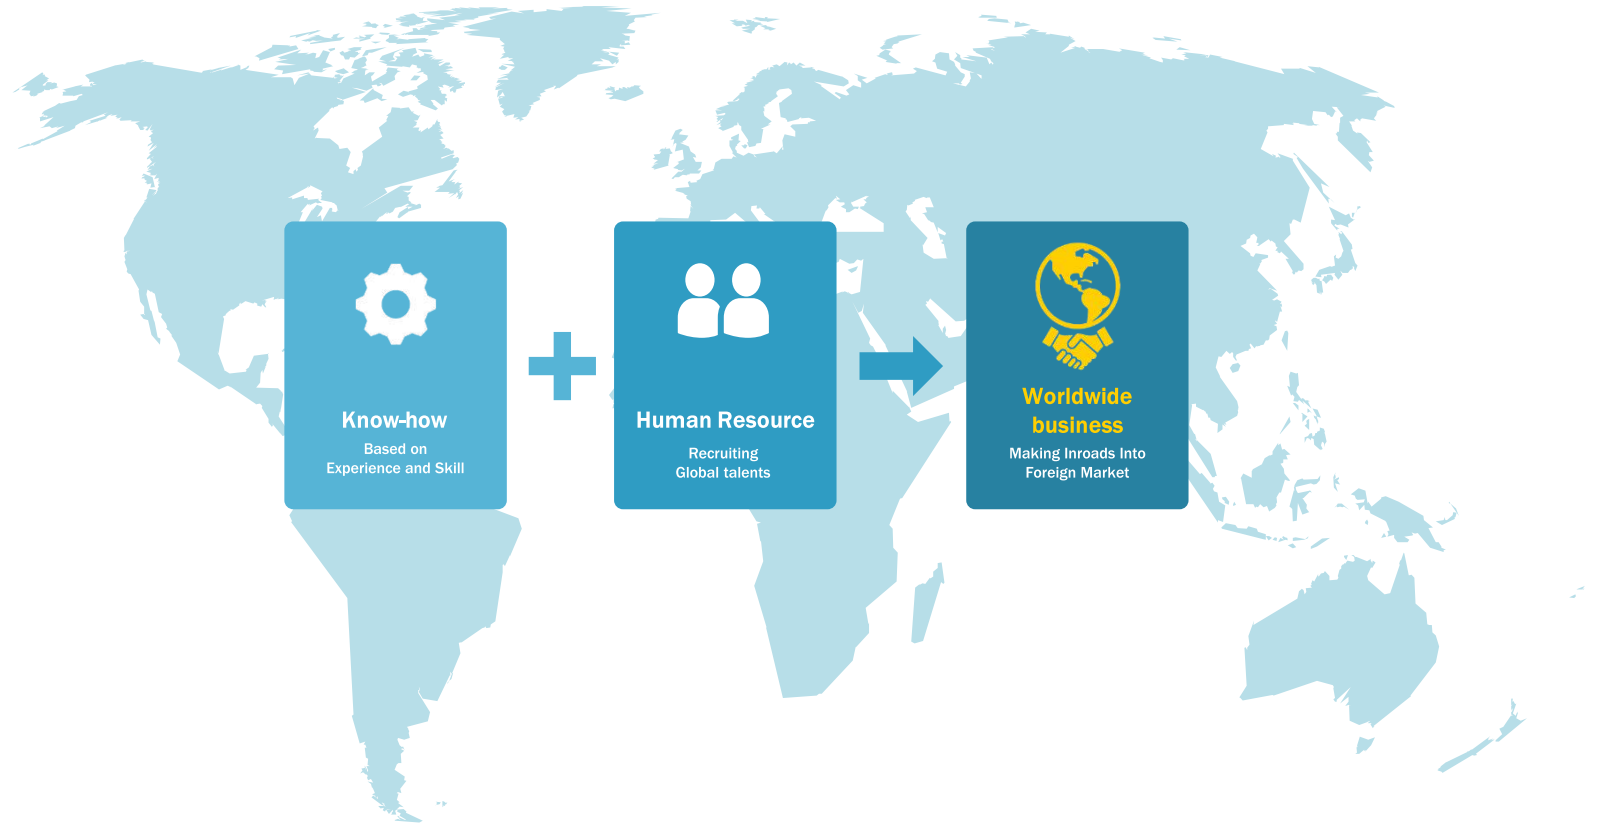 Know-how
Based on
Experience and Skill
Human Resource
Recruiting
Global talents
Worldwide
business
Making Inroads Into
Foreign Market